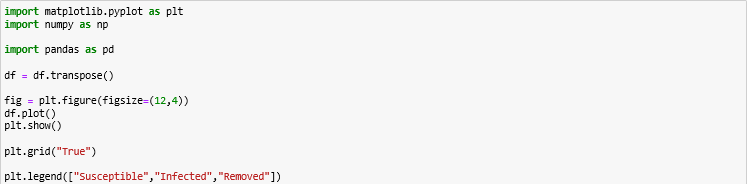 import matplotlib.pyplot as plt
import numpy as np
import pandas as pd
df = df.transpose()
fig = plt.figure(figsize=(12,4))
df.plot()
plt.show()
plt.grid("True")
plt.legend(["Susceptible","Infected","Removed"])